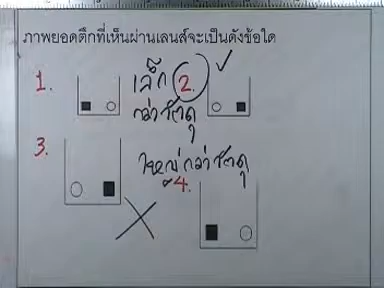 ภาพยอดตึกที่เห็นผ่านเลนส์จะเป็นดังข้อใด
1. เล็ก 2.
กว่าวัตถุ
3.
ใหญ่กว่าวัตถุ
4.